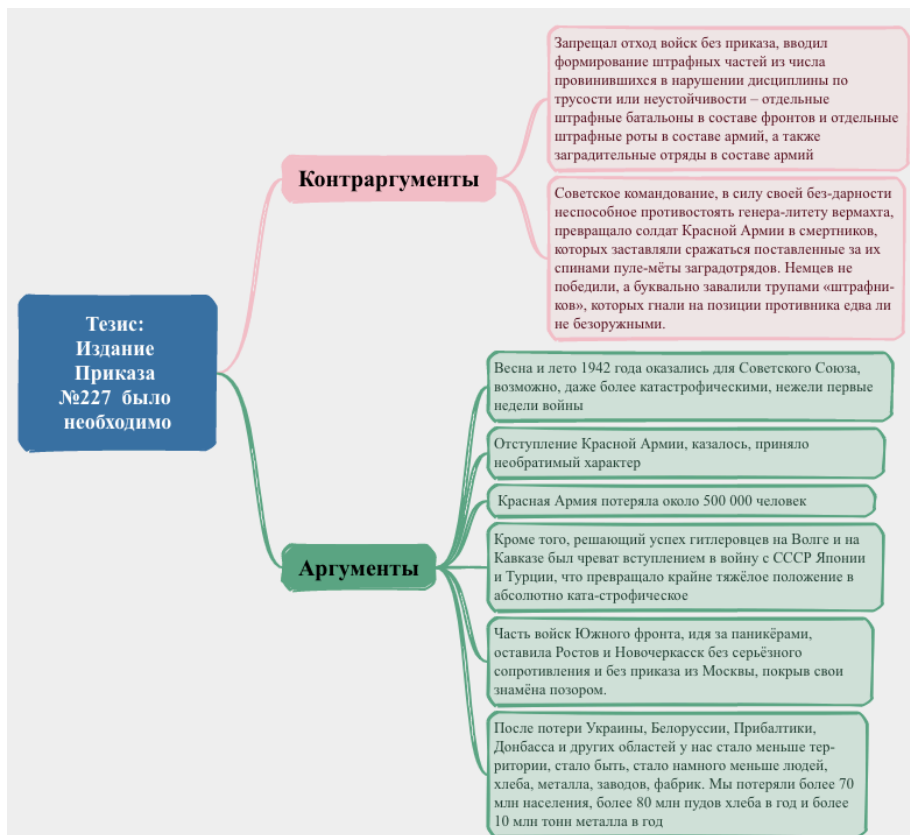 Тезис:
Издание
Приказа
№227 было
необходимо
Контраргументы
Запрещал отход войск без приказа, вводил
формирование штрафных частей из числа
провинившихся в нарушении дисциплины по
трусости или неустойчивости – отдельные
штрафные батальоны в составе фронтов и отдельные
штрафные роты в составе армий, а также
заградительные отряды в составе армий
Советское командование, в силу своей без-дарности
неспособное противостоять генера-литету вермахта,
превращало солдат Красной Армии в смертников,
которых заставляли сражаться поставленные за их
спинами пуле-мёты заградотрядов. Немцев не
победили, а буквально завалили трупами «штрафни-
ков», которых гнали на позиции противника едва ли
не безоружными.
Аргументы
Весна и лето 1942 года оказались для Советского Союза,
возможно, даже более катастрофическими, нежели первые
недели войны
Отступление Красной Армии, казалось, приняло
необратимый характер
Красная Армия потеряла около 500 000 человек
Кроме того, решающий успех гитлеровцев на Волге и на
Кавказе был чреват вступлением в войну с СССР Японии
и Турции, что превращало крайне тяжёлое положение в
абсолютно ката-строфическое
Часть войск Южного фронта, идя за паникёрами,
оставила Ростов и Новочеркасск без серьёзного
сопротивления и без приказа из Москвы, покрыв свои
знамёна позором.
После потери Украины, Белоруссии, Прибалтики,
Донбасса и других областей у нас стало меньше тер-
ритории, стало быть, стало намного меньше людей,
хлеба, металла, заводов, фабрик. Мы потеряли более 70
млн населения, более 80 млн пудов хлеба в год и более
10 млн тонн металла в год